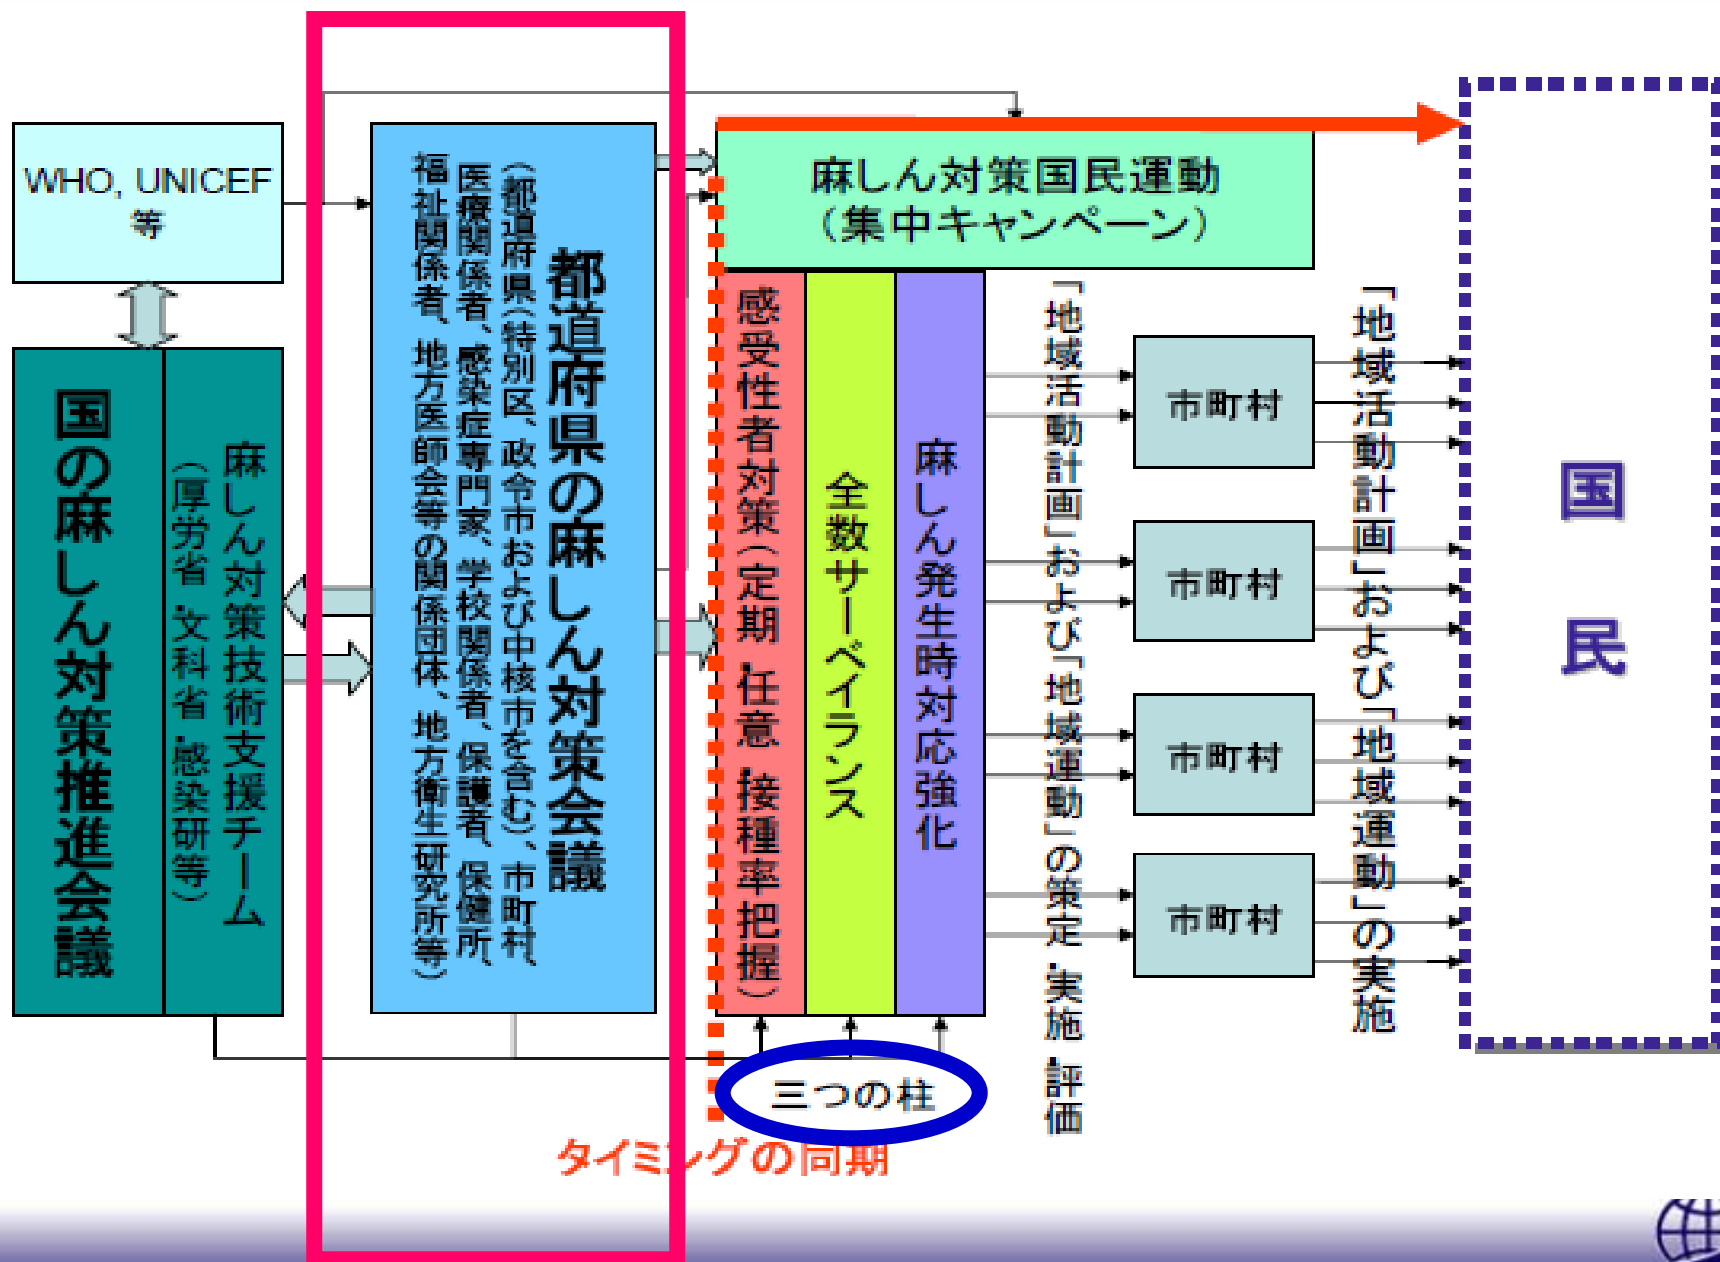 WHO, UNICEF
等
国の麻しん対策推進会議
麻しん対策技術支援チーム
（厚労省・文科省・感染研等）
都道府県の麻しん対策会議
（都道府県（特別区、政令市および中核市を含む）、市町村、
医療関係者、感染症専門家、学校関係者、保護者、保健所、
福祉関係者、地方医師会等の関係団体、地方衛生研究所等）
麻しん対策国民運動
（集中キャンペーン）
感受性者対策（定期・任意 接種率把握）
全数サーベイランス
麻しん発生時対応強化
三つの柱
タイミングの同期
「地域活動計画」および「地域運動」の策定・実施・評価
市町村
市町村
市町村
市町村
「地域活動計画」および「地域運動」の実施
国民